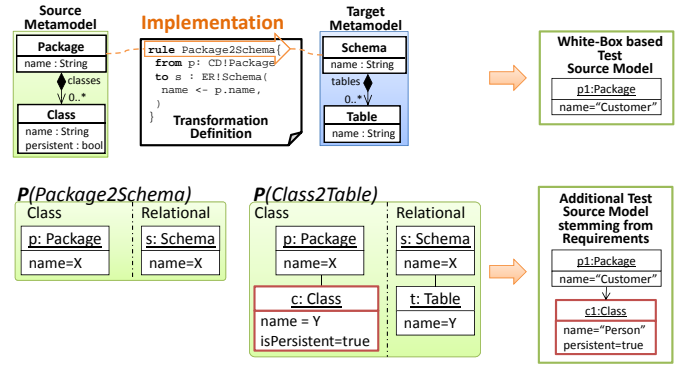 Source
Metamodel
Package
name : String
classes
0..*
Class
name : String
persistent : bool
Implementation
rule Package2Schema{
from p: CD!Package
to s : ER!Schema(
name <- p.name,
)
}
Transformation
Definition
Target
Metamodel
Schema
name : String
tables
0..*
Table
name : String
White-Box based
Test
Source Model
p1:Package
name="Customer"
P(Package2Schema)
Class
Relational
p: Package
name=X
s: Schema
name=X
P(Class2Table)
Class
Relational
p: Package
name=X
c: Class
name = Y
isPersistent=true
s: Schema
name=X
t: Table
name=Y
Additional Test
Source Model
stemming from
Requirements
p1:Package
name="Customer"
c1:Class
name="Person"
persistent=true